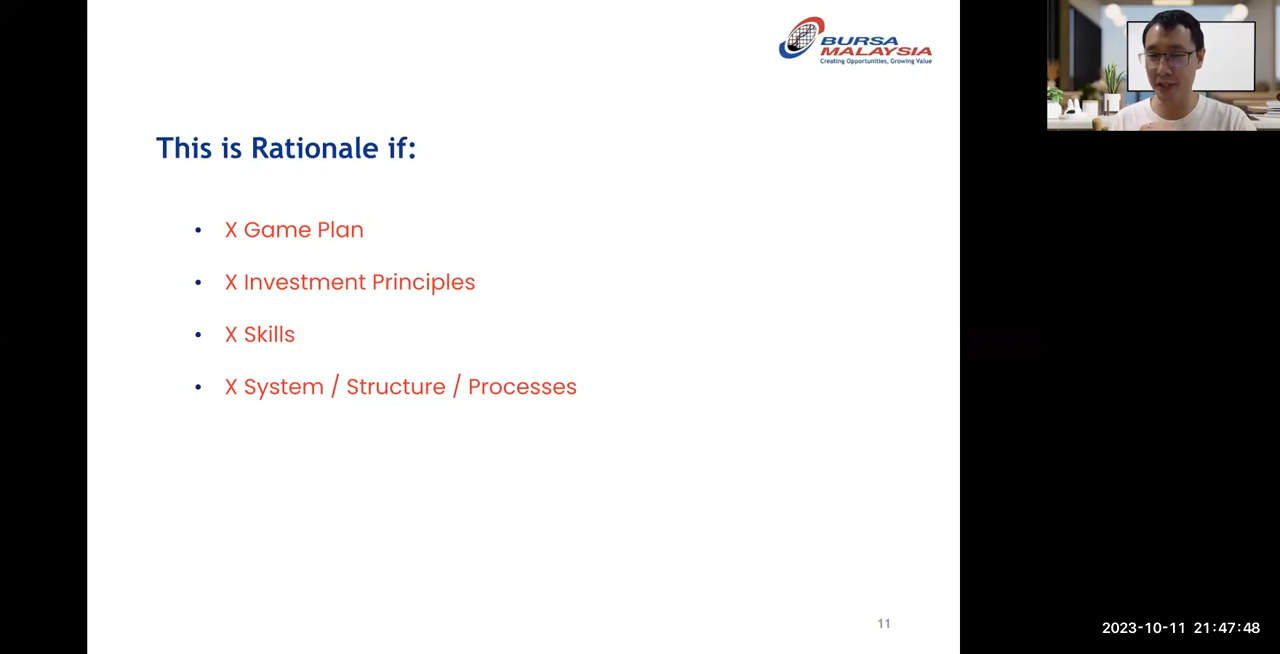 BURSA
MALAYSIA
Creating Opportunities, Growing Value
This is Rationale if:
• X Game Plan
• X Investment Principles
• X Skills
• X System / Structure / Processes
11
2023-10-11 21:47:48